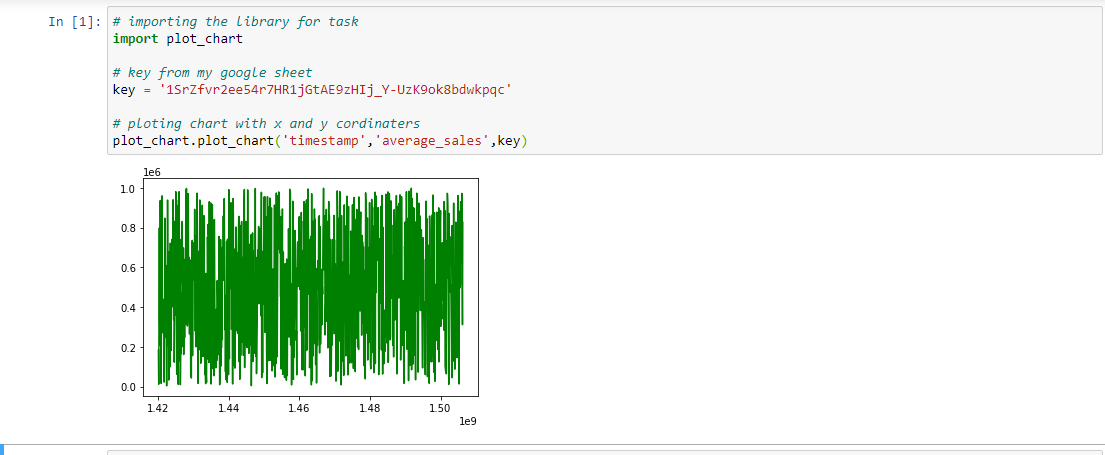 In [1]:
# importing the library for task
import plot_chart
# key from my google sheet
key = '1SrZfvr2ee54r7HR1jGtAE9zHIj_Y-UzK9ok8bdwkpqc'
# ploting chart with x and y cordinaters
plot_chart.plot_chart('timestamp','average_sales',key)
1e6
1.0
0.8
0.6
0.4
0.2
0.0
1.42 1.44 1.46 1.48 1.50
1e9